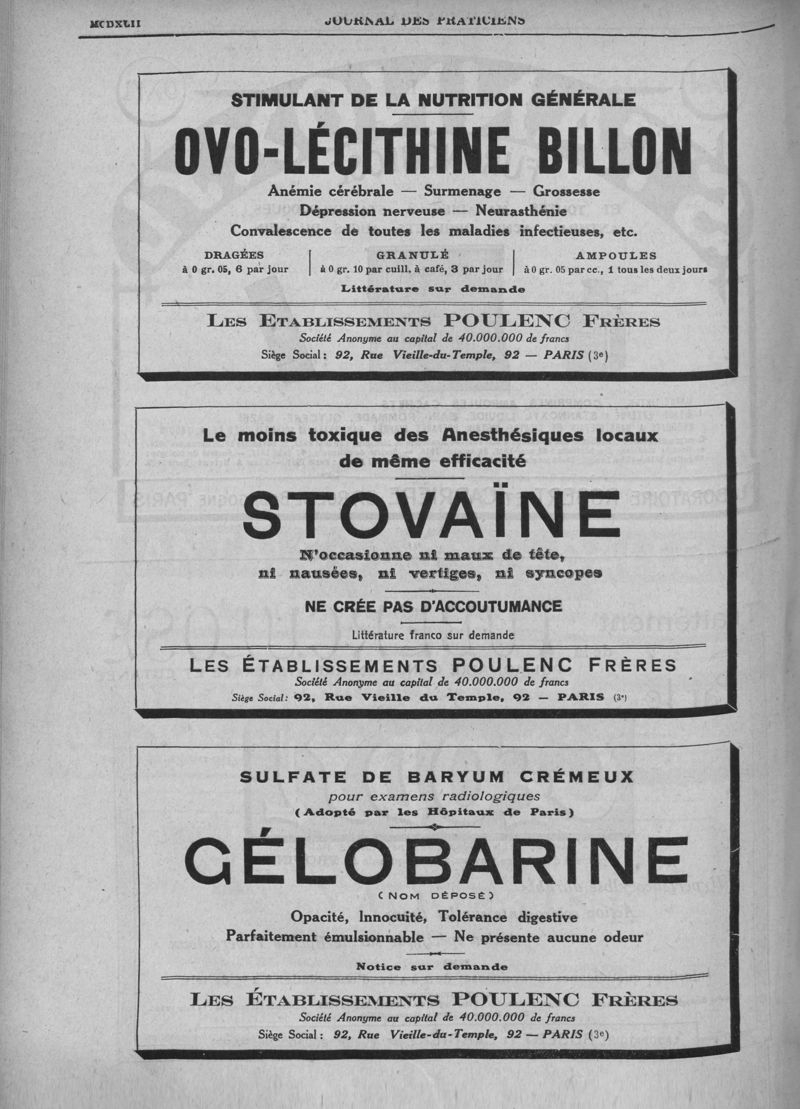 MCDXLII
JOURNAL DES PRATICIENS
STIMULANT DE LA NUTRITION GÉNÉRALE
OVO-LÉCITHINE BILLON
Anémie cérébrale — Surmenage — Grossesse
Dépression nerveuse — Neurasthénie
Convalescence de toutes les maladies infectieuses, etc.
DRAGÉES
à 0 gr. 05, 6 par jour
GRANULÉ
à 0 gr. 10 par cuill. à café, 3 par jour
AMPOULES
à 0 gr. 05 par cc., 1 tous les deux jours
Littérature sur demande
LES ETABLISSEMENTS POULENC FRÈRES
Société Anonyme au capital de 40.000.000 de francs
Siège Social : 92, Rue Vieille-du-Temple, 92 — PARIS (3e)
Le moins toxique des Anesthésiques locaux
de même efficacité
STOVAÏNE
N'occasionne ni maux de tête,
ni nausées, ni vertiges, ni syncopes
NE CRÉE PAS D'ACCOUTUMANCE
Littérature franco sur demande
LES ÉTABLISSEMENTS POULENC FRÈRES
Société Anonyme au capital de 40.000.000 de francs
Siège Social : 92, Rue Vieille du Temple, 92 — PARIS (3e)
SULFATE DE BARYUM CRÉMEUX
pour examens radiologiques
(Adopté par les Hôpitaux de Paris)
GÉLOBARINE
(NOM DÉPOSÉ)
Opacité, Innocuité, Tolérance digestive
Parfaitement émulsionnable — Ne présente aucune odeur
Notice sur demande
LES ÉTABLISSEMENTS POULENC FRÈRES
Société Anonyme au capital de 40.000.000 de francs
Siège Social : 92, Rue Vieille-du-Temple, 92 — PARIS (3e)